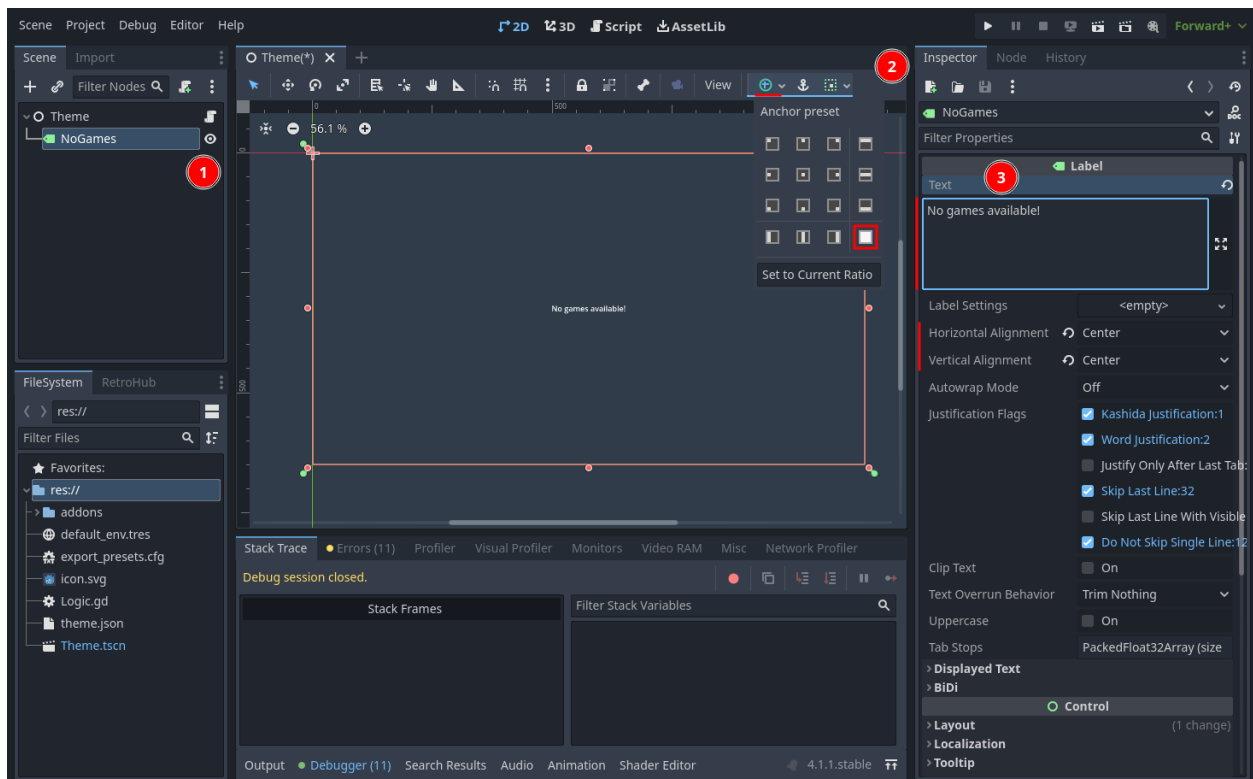 Scene Project Debug Editor Help
2D 3D Script AssetLib
Forward+
Scene Import
Filter Nodes
Theme
NoGames
1
Theme(*)
View
2
0
500
56.1 %
0
500
Anchor preset
Set to Current Ratio
No games available!
Inspector Node History
NoGames
DOC
Filter Properties
Label
Text
3
No games available!
Label Settings <empty>
Horizontal Alignment Center
Vertical Alignment Center
Autowrap Mode Off
Justification Flags Kashida Justification:1
Word Justification:2
Justify Only After Last Tab:
Skip Last Line:32
Skip Last Line With Visible
Do Not Skip Single Line:12
Clip Text On
Text Overrun Behavior Trim Nothing
Uppercase On
Tab Stops PackedFloat32Array (size
Displayed Text
BiDi
Control
Layout (1 change)
Localization
Tooltip
FileSystem RetroHub
res://
Filter Files
Favorites:
res://
addons
default_env.tres
export_presets.cfg
icon.svg
Logic.gd
theme.json
Theme.tscn
Stack Trace Errors (11) Profiler Visual Profiler Monitors Video RAM Misc Network Profiler
Debug session closed.
Stack Frames
Filter Stack Variables
Output Debugger (11) Search Results Audio Animation Shader Editor 4.1.1.stable